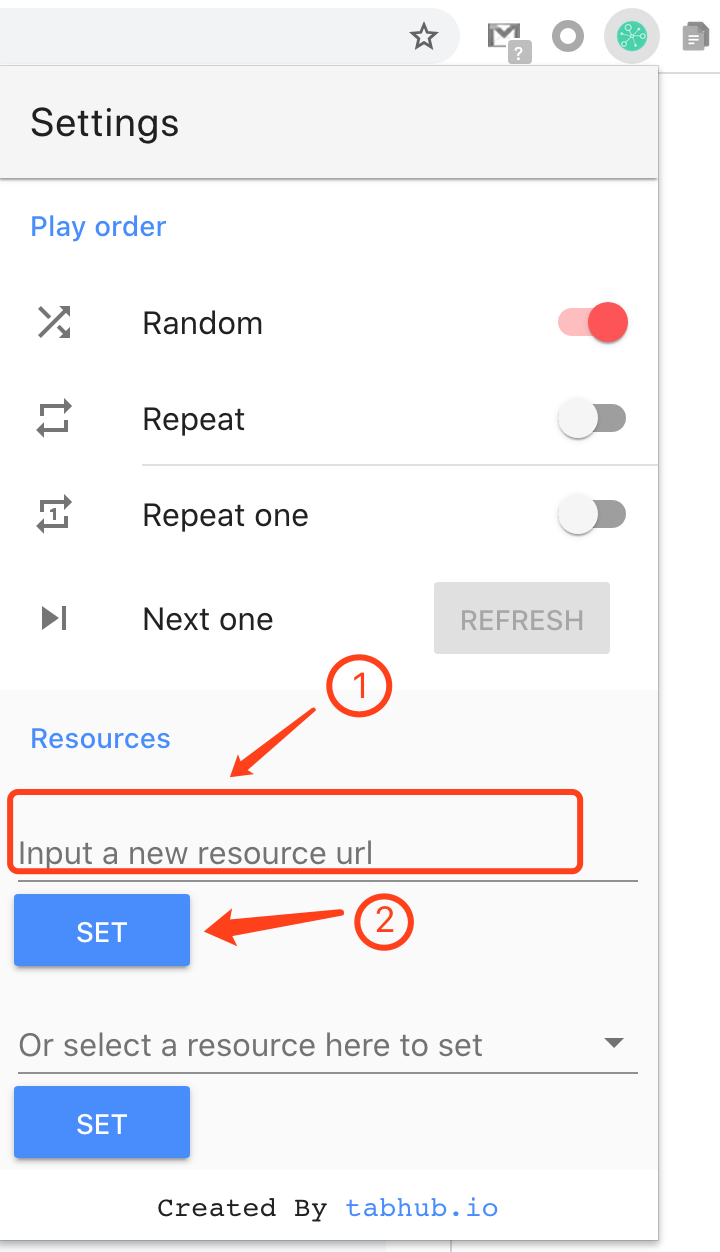 ?
Settings
Play order
Random
Repeat
1
Repeat one
Next one
REFRESH
1
Resources
Input a new resource url
SET
2
Or select a resource here to set
SET
Created By tabhub.io